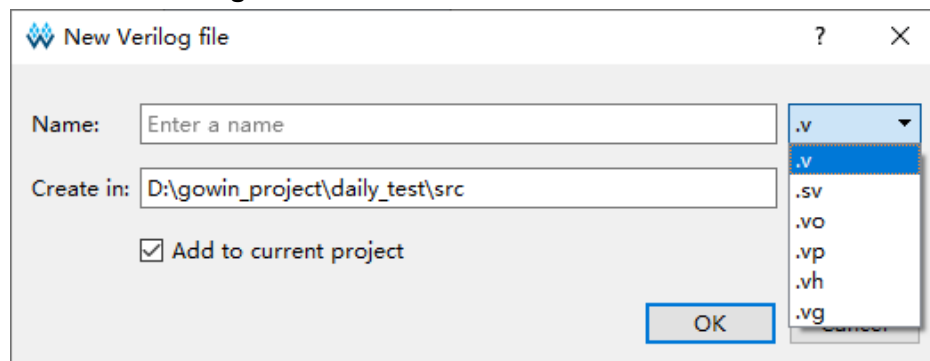 New Verilog file ? ×
Name: Enter a name .v
.v
Create in: D:\gowin_project\daily_test\src
.sv
.vo
Add to current project
.vp
.vh
.vg
OK